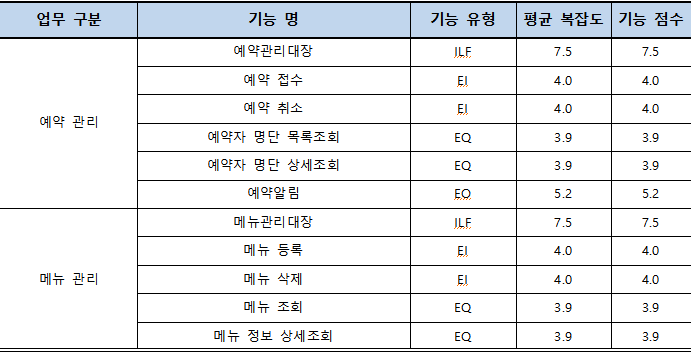 업무 구분 기능 명 기능 유형 평균 복잡도 기능 점수
예약 관리
예약관리대장 ILF 7.5 7.5
예약 접수 EI 4.0 4.0
예약 취소 EI 4.0 4.0
예약자 명단 목록조회 EQ 3.9 3.9
예약자 명단 상세조회 EQ 3.9 3.9
예약알림 EO 5.2 5.2
메뉴 관리
메뉴관리대장 ILF 7.5 7.5
메뉴 등록 EI 4.0 4.0
메뉴 삭제 EI 4.0 4.0
메뉴 조회 EQ 3.9 3.9
메뉴 정보 상세조회 EQ 3.9 3.9